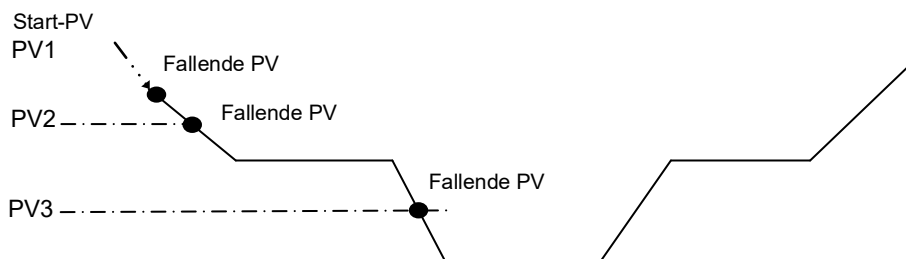 Start-PV
PV1
Fallende PV
Fallende PV
PV2
Fallende PV
PV3